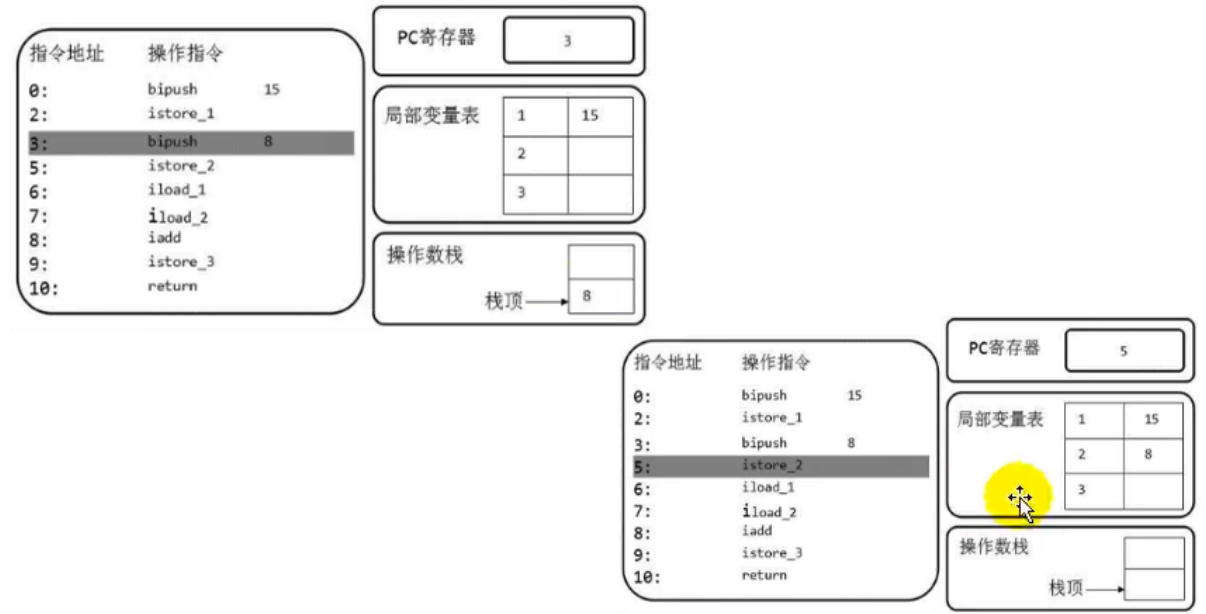 指令地址 操作指令
0: bipush 15
2: istore_1
3: bipush 8
5: istore_2
6: iload_1
7: iload_2
8: iadd
9: istore_3
10: return
PC寄存器 3
局部变量表 1 15
2
3
操作数栈
栈顶 8
指令地址 操作指令
0: bipush 15
2: istore_1
3: bipush 8
5: istore_2
6: iload_1
7: iload_2
8: iadd
9: istore_3
10: return
PC寄存器 5
局部变量表 1 15
2 8
3
操作数栈
栈顶